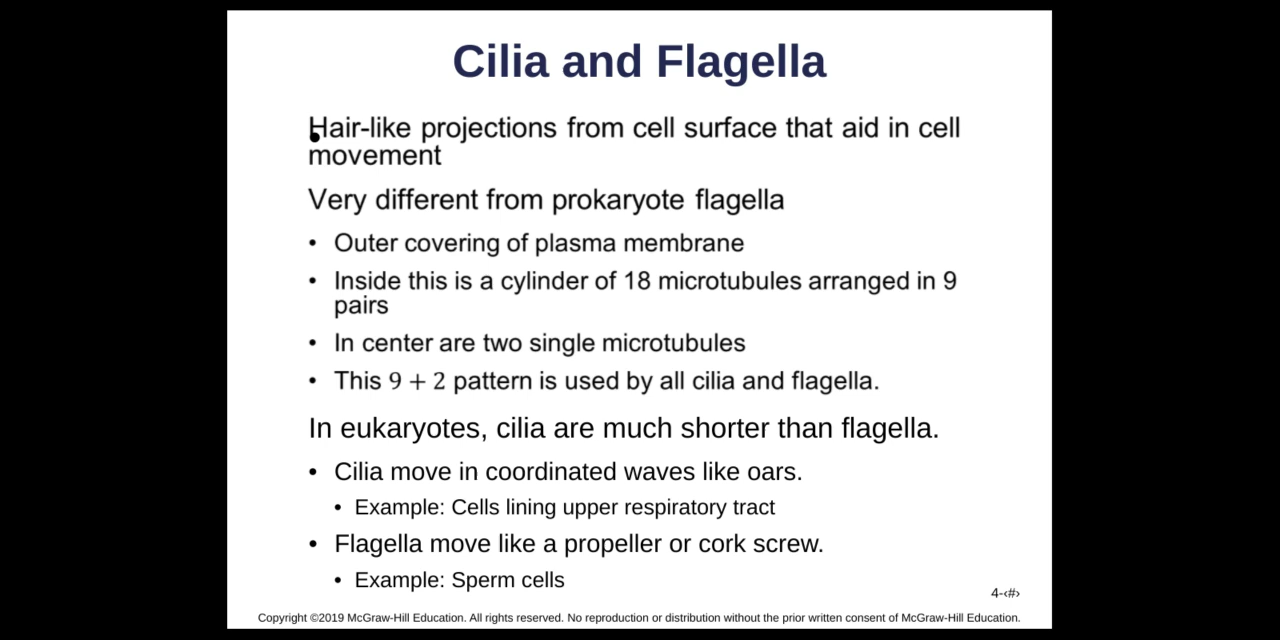 Cilia and Flagella
Hair-like projections from cell surface that aid in cell
movement
Very different from prokaryote flagella
• Outer covering of plasma membrane
• Inside this is a cylinder of 18 microtubules arranged in 9
pairs
• In center are two single microtubules
• This 9 + 2 pattern is used by all cilia and flagella.
In eukaryotes, cilia are much shorter than flagella.
• Cilia move in coordinated waves like oars.
• Example: Cells lining upper respiratory tract
• Flagella move like a propeller or cork screw.
• Example: Sperm cells
4-‹#›
Copyright ©2019 McGraw-Hill Education. All rights reserved. No reproduction or distribution without the prior written consent of McGraw-Hill Education.